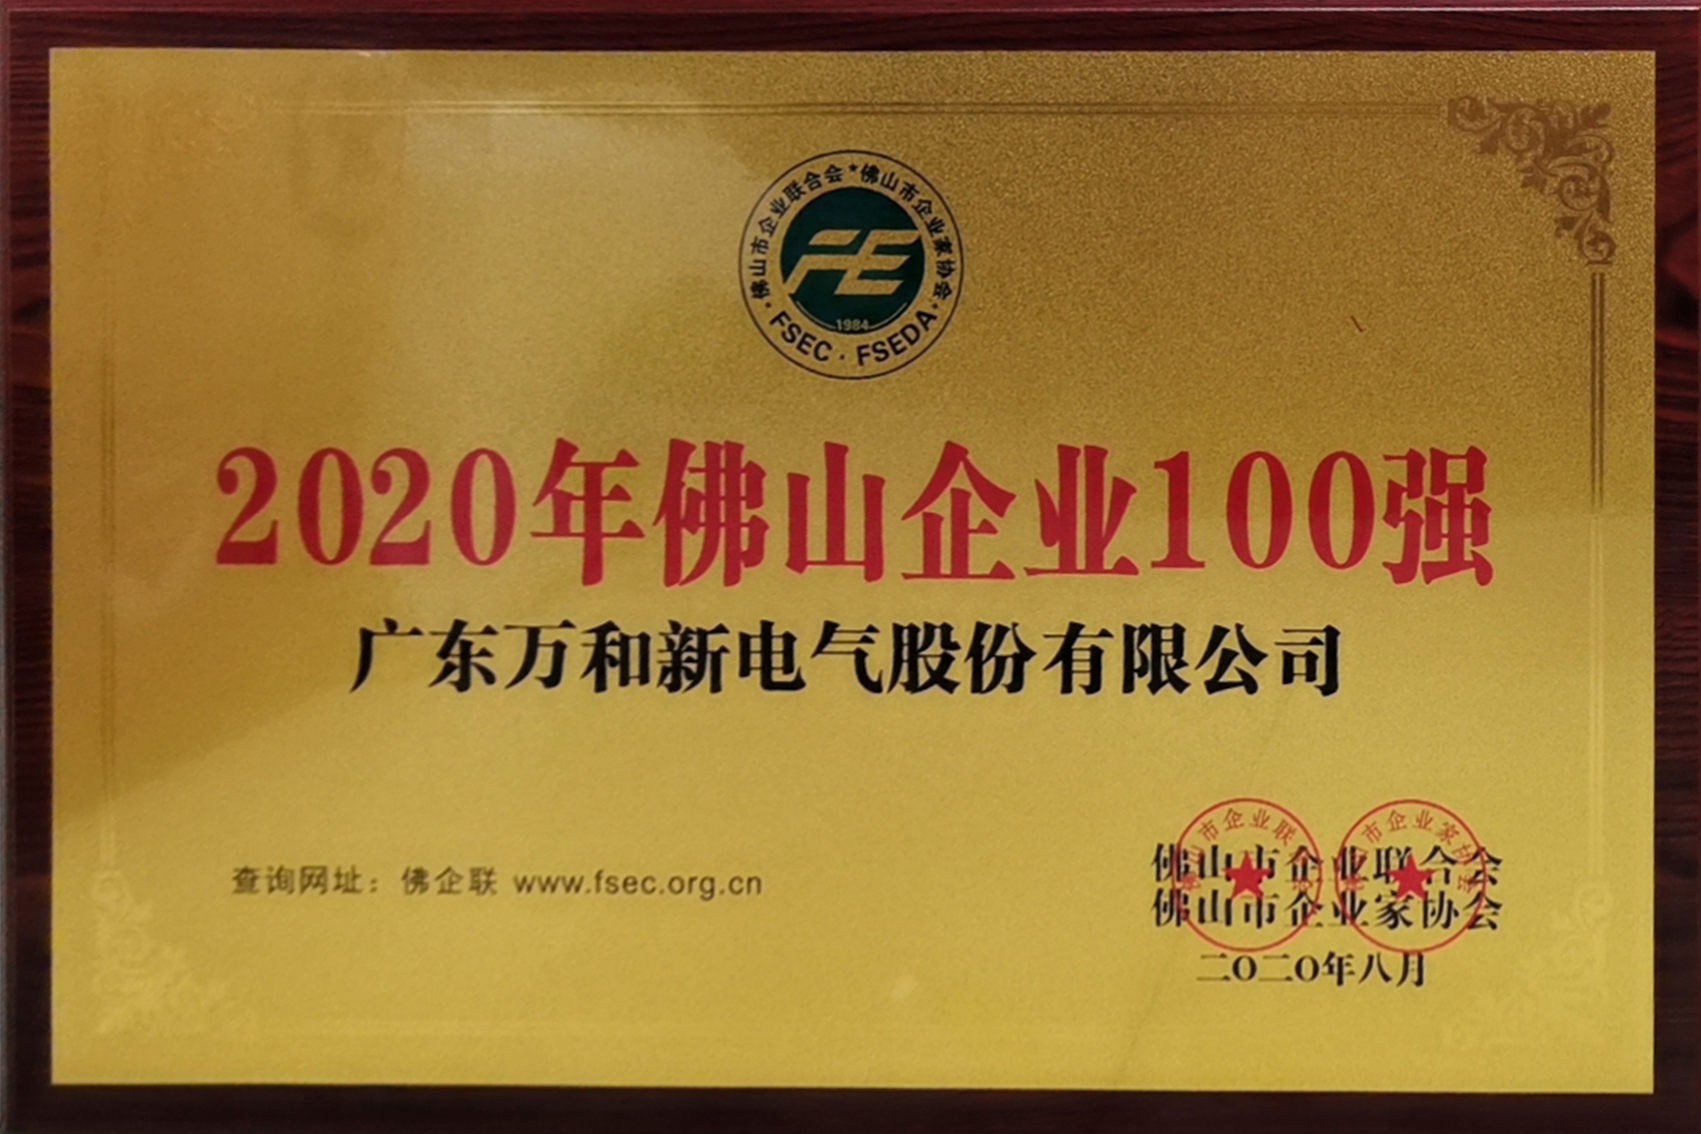 佛山市企业联合会★佛山市企业家协会
FE
1984
FSEC · FSEDA
2020年佛山企业100强
广东万和新电气股份有限公司
查询网址：佛企联 www.fsec.org.cn
佛山市企业联合会
佛山市企业家协会
二〇二〇年八月